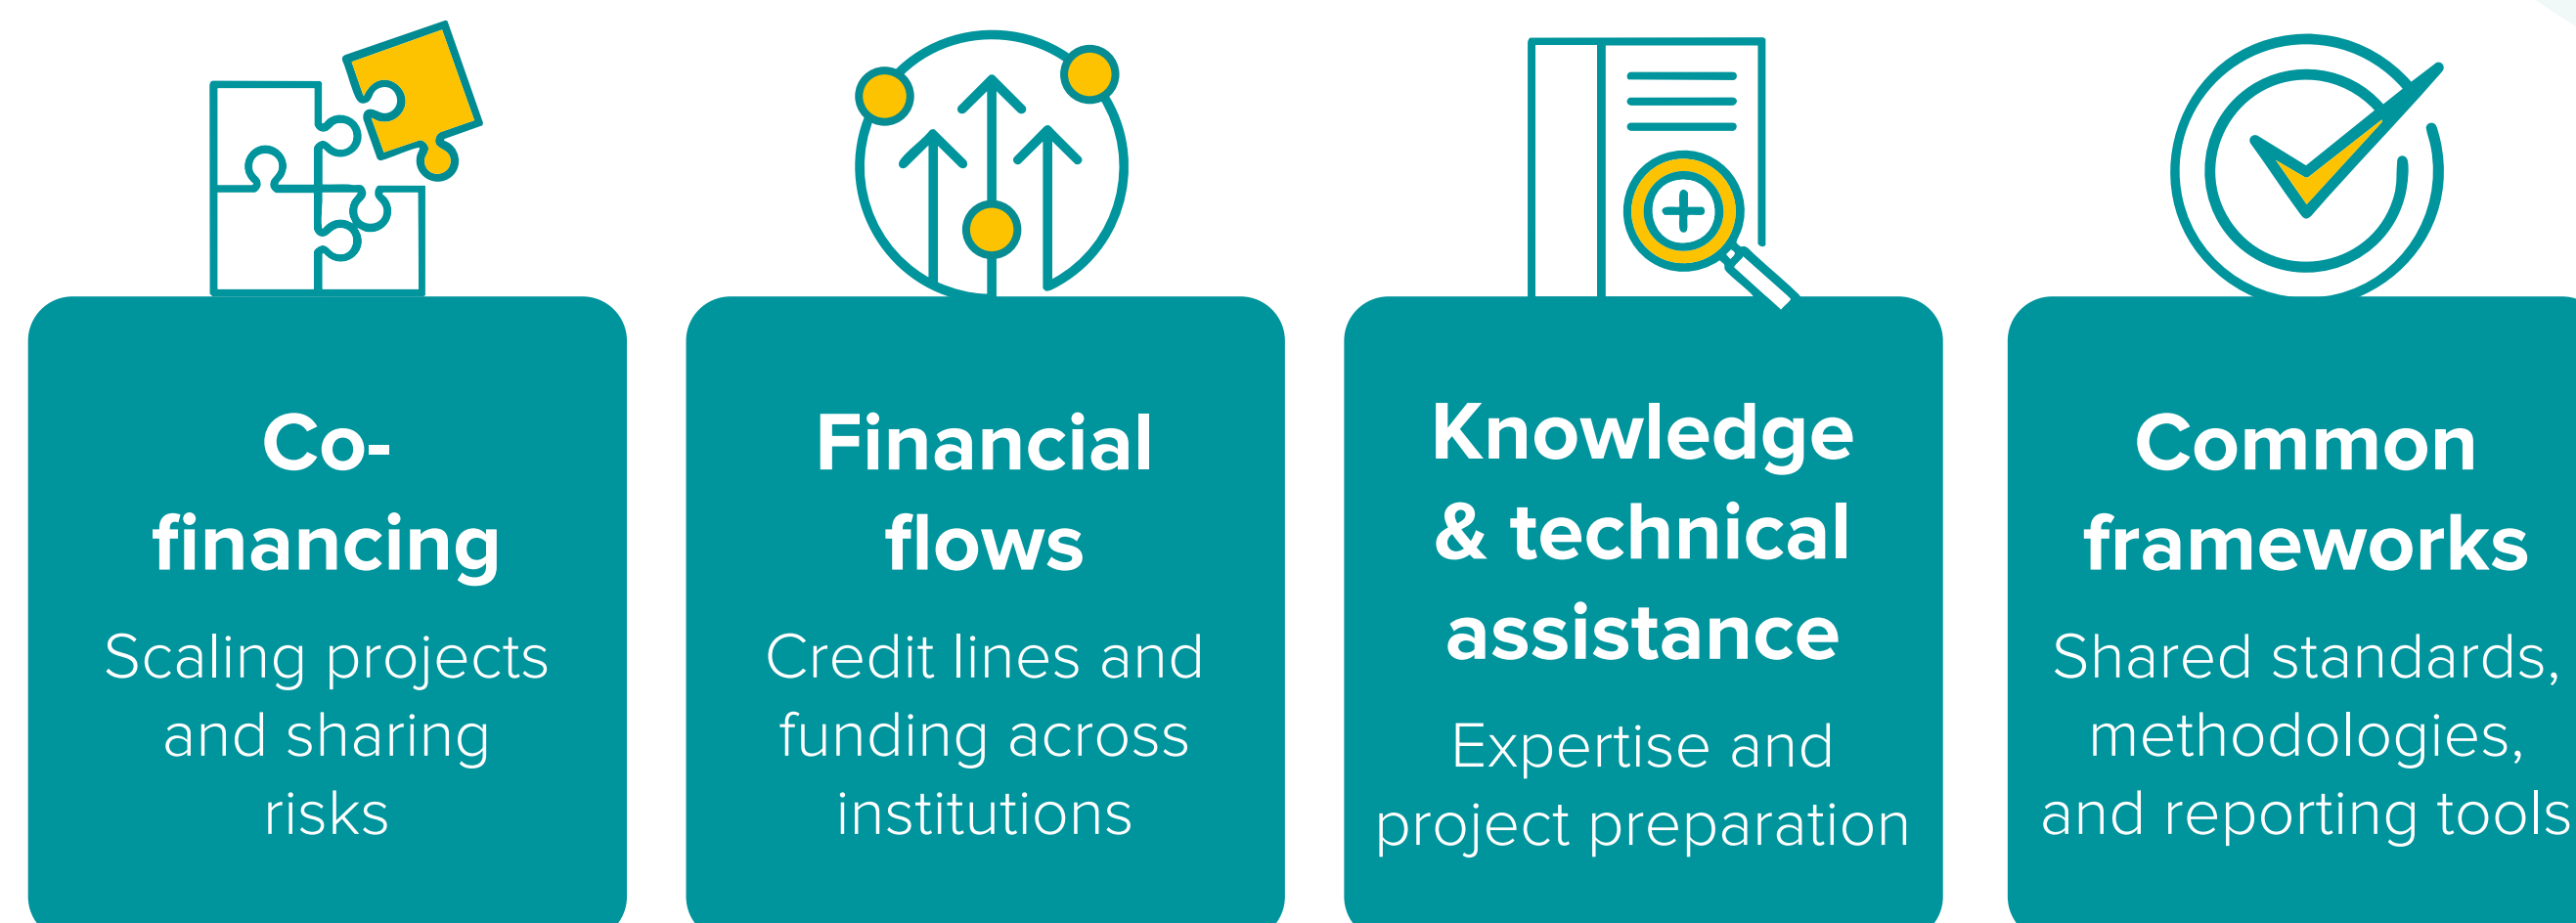 Co-
financing
Scaling projects
and sharing
risks
Financial
flows
Credit lines and
funding across
institutions
Knowledge
& technical
assistance
Expertise and
project preparation
Common
frameworks
Shared standards,
methodologies,
and reporting tools